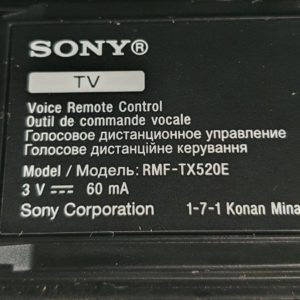 SONY®
TV
Voice Remote Control
Outil de commande vocale
Голосовое дистанционное управление
Голосове дистанційне керування
Model / Модель: RMF-TX520E
3 V ⎓ 60 mA
Sony Corporation 1-7-1 Konan Mina